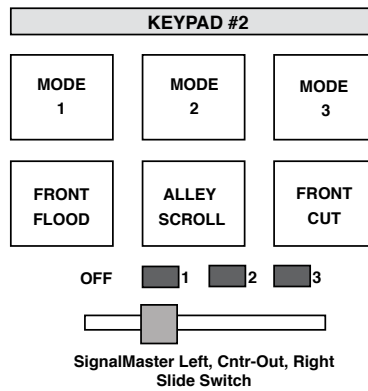 KEYPAD #2
MODE
1
MODE
2
MODE
3
FRONT
FLOOD
ALLEY
SCROLL
FRONT
CUT
OFF 1 2 3
SignalMaster Left, Cntr-Out, Right
Slide Switch